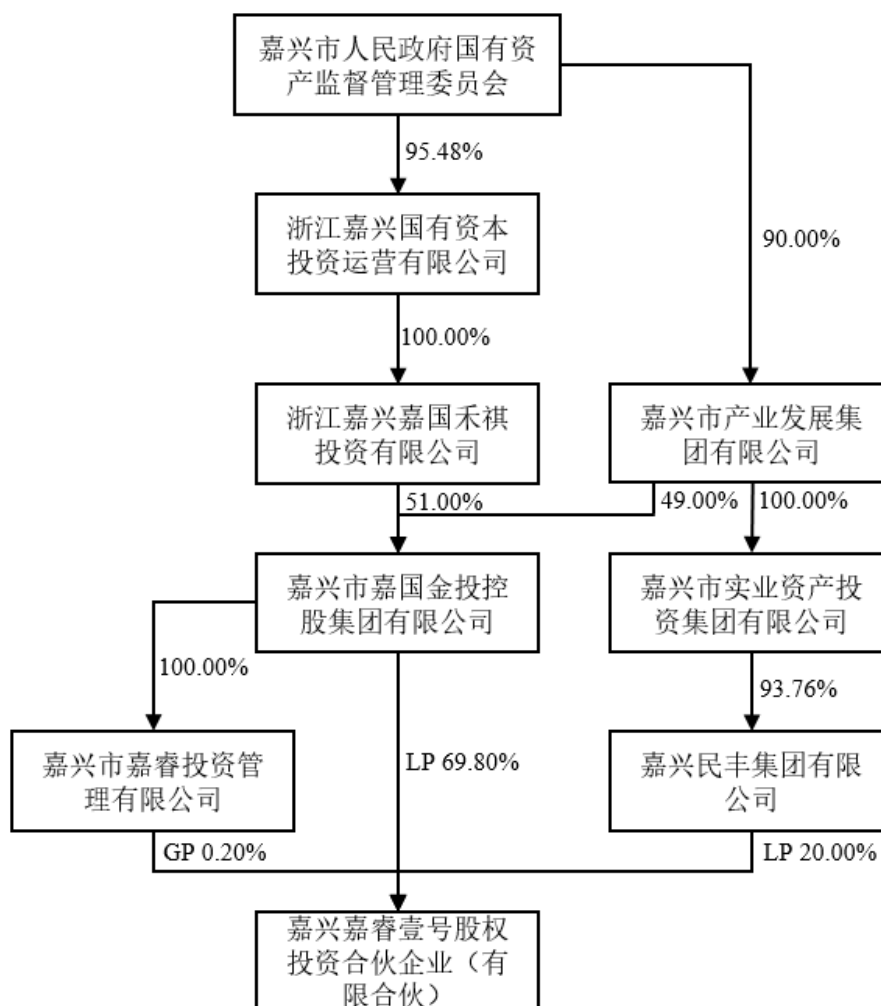 嘉兴市人民政府国有资
产监督管理委员会
95.48%
90.00%
浙江嘉兴国有资本
投资运营有限公司
100.00%
浙江嘉兴嘉国禾祺
投资有限公司
嘉兴市产业发展集
团有限公司
51.00%
49.00%
100.00%
嘉兴市嘉国金投控
股集团有限公司
嘉兴市实业资产投
资集团有限公司
100.00%
93.76%
LP 69.80%
嘉兴市嘉睿投资管
理有限公司
嘉兴民丰集团有限
公司
GP 0.20%
LP 20.00%
嘉兴嘉睿壹号股权
投资合伙企业（有
限合伙）